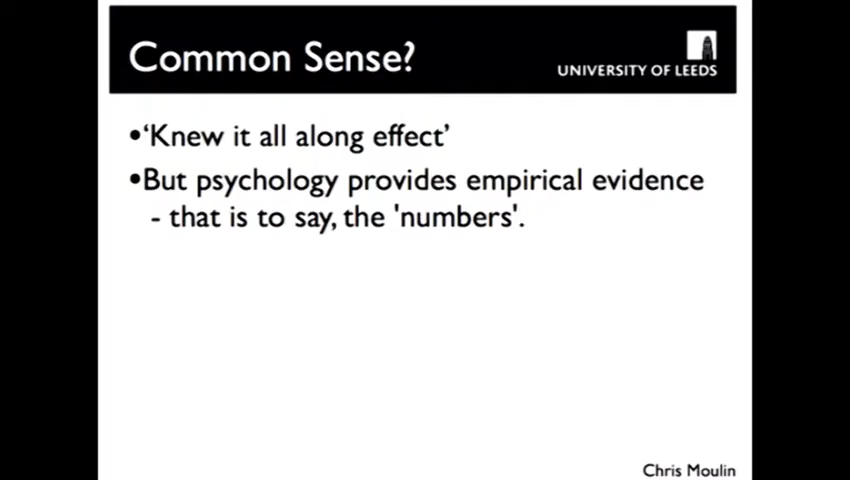 Common Sense?
UNIVERSITY OF LEEDS
•‘Knew it all along effect’
•But psychology provides empirical evidence
- that is to say, the 'numbers'.
Chris Moulin